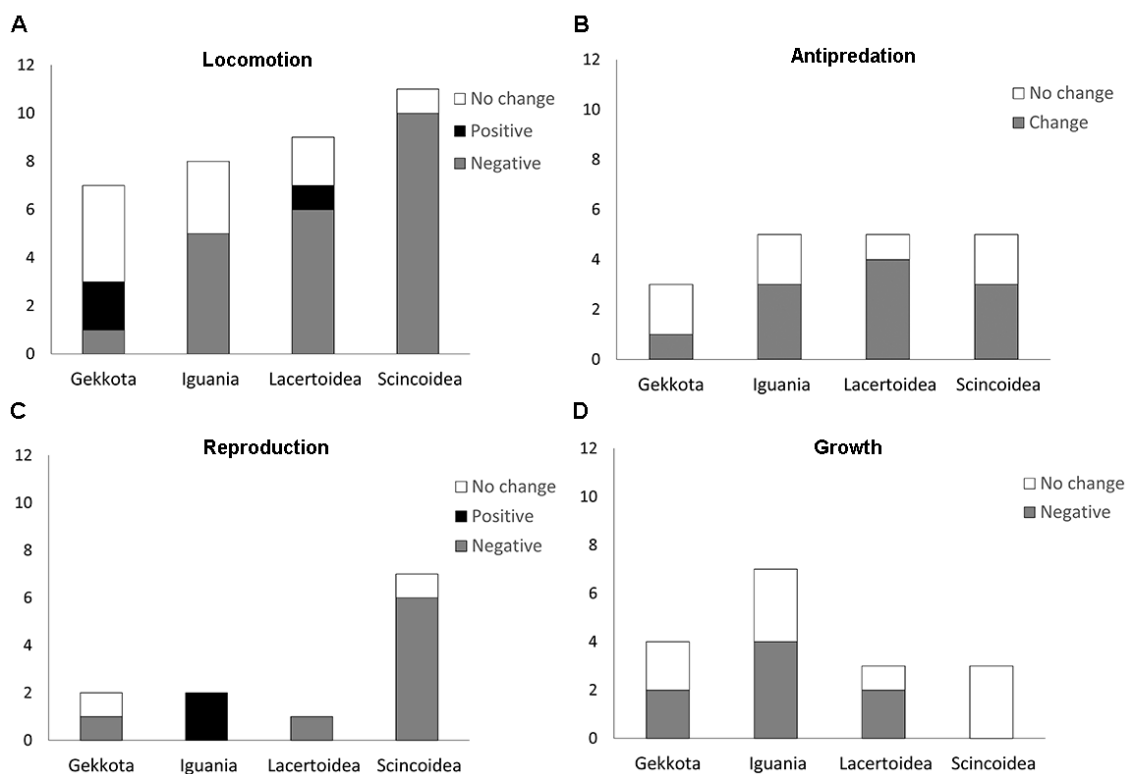 A
Locomotion
12
10
8
6
4
2
0
No change
Positive
Negative
Gekkota Iguania Lacertoidea Scincoidea
B
Antipredation
12
10
8
6
4
2
0
No change
Change
Gekkota Iguania Lacertoidea Scincoidea
C
Reproduction
12
10
8
6
4
2
0
No change
Positive
Negative
Gekkota Iguania Lacertoidea Scincoidea
D
Growth
12
10
8
6
4
2
0
No change
Negative
Gekkota Iguania Lacertoidea Scincoidea